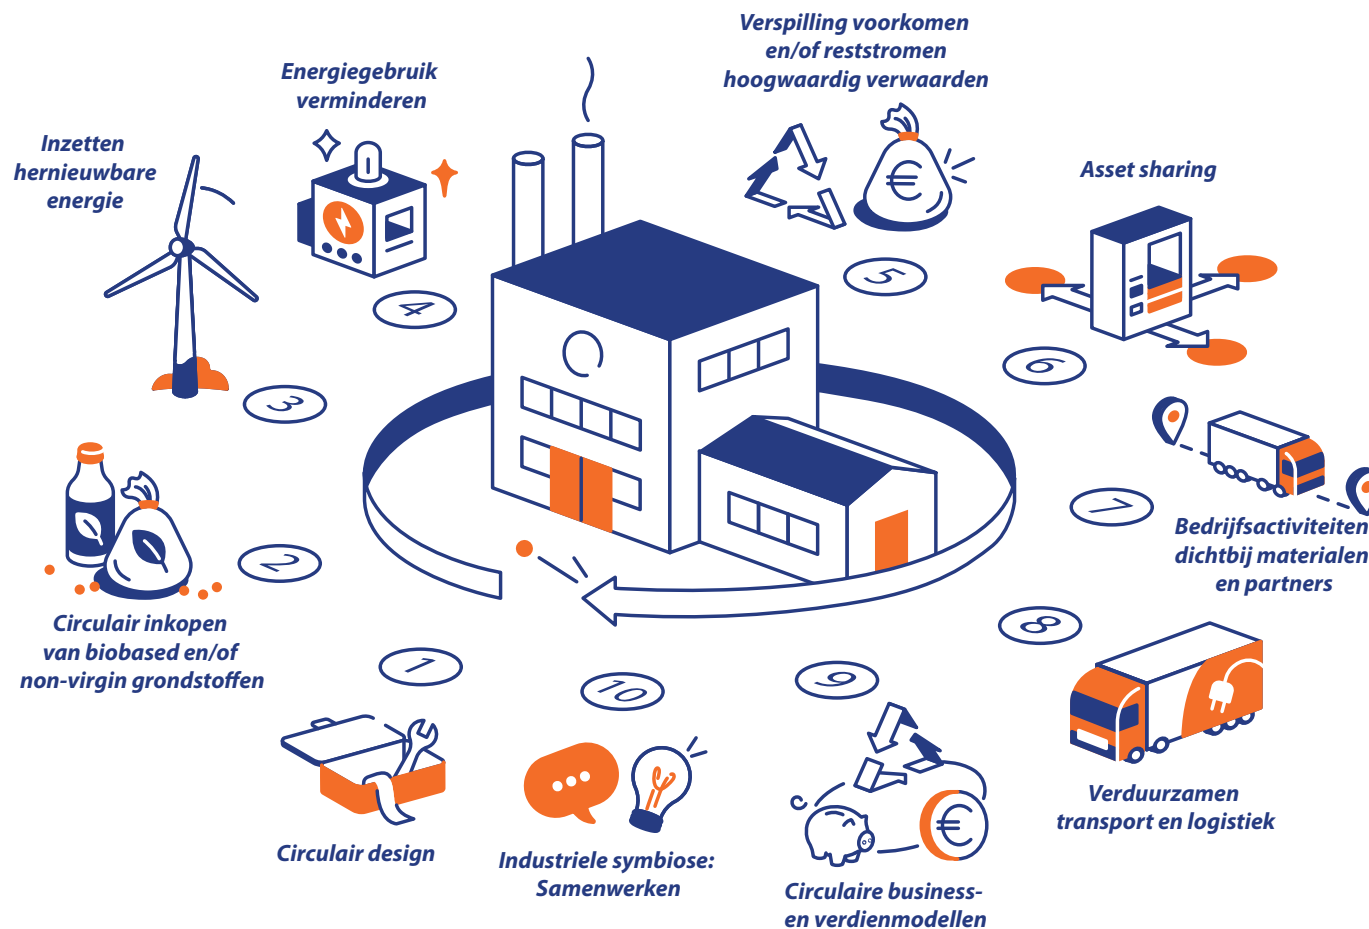 1
Circulair design
2
Circulair inkopen
van biobased en/of
non-virgin grondstoffen
3
Inzetten
hernieuwbare
energie
4
Energiegebruik
verminderen
5
Verspilling voorkomen
en/of reststromen
hoogwaardig verwaarden
€
6
Asset sharing
7
Bedrijfsactiviteiten
dichtbij materialen
en partners
8
Verduurzamen
transport en logistiek
9
€
Circulaire business-
en verdienmodellen
10
Industriele symbiose:
Samenwerken